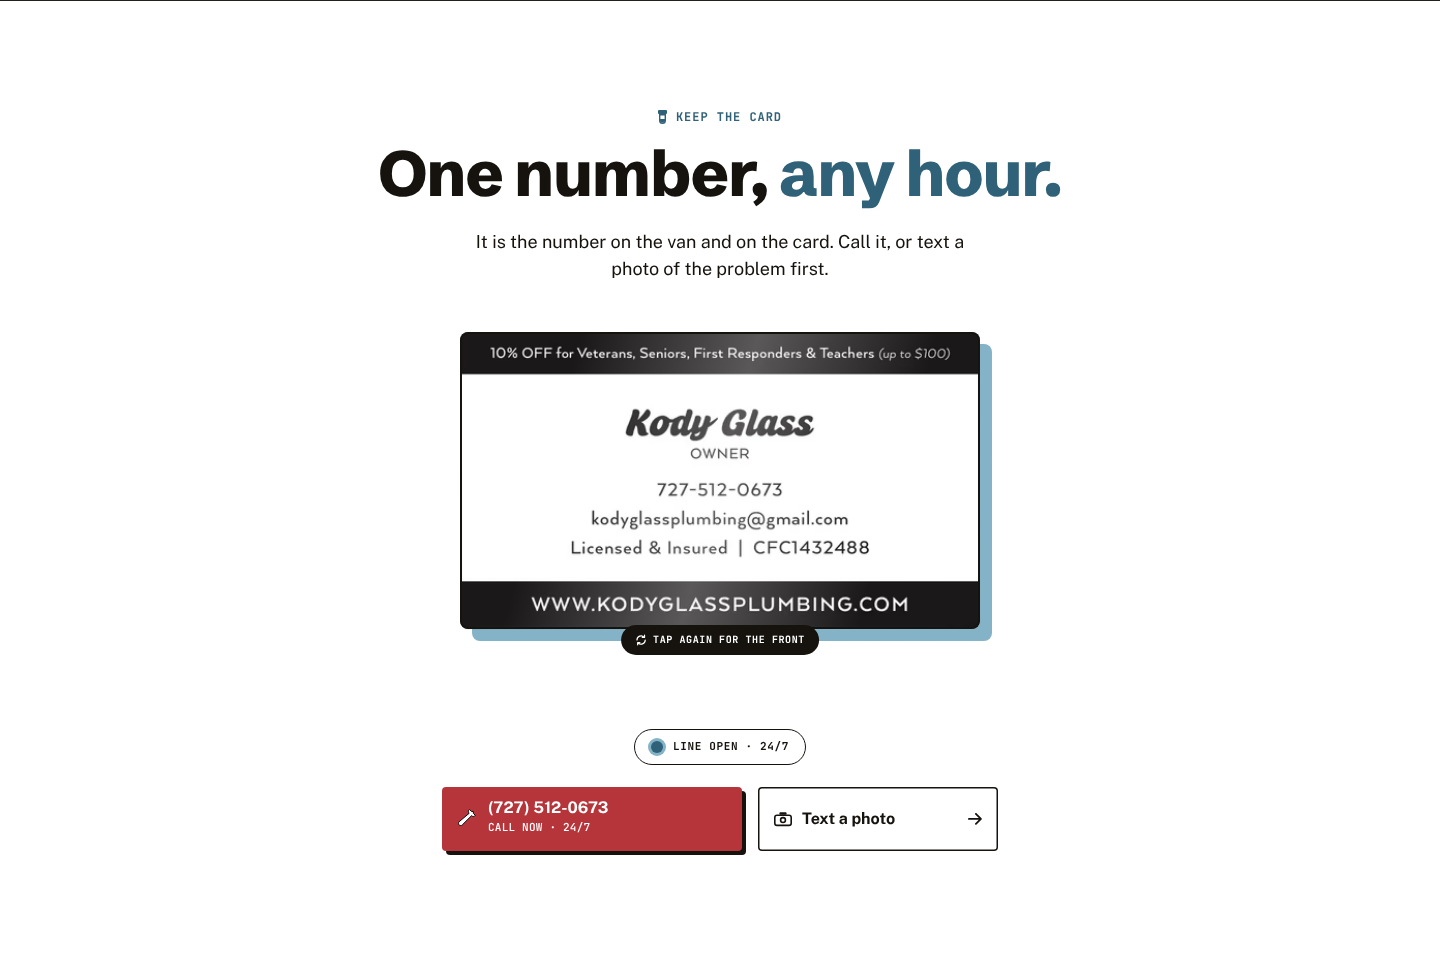 KEEP THE CARD
One number, any hour.
It is the number on the van and on the card. Call it, or text a
photo of the problem first.
10% OFF for Veterans, Seniors, First Responders & Teachers (up to $100)
Kody Glass
OWNER
727-512-0673
kodyglassplumbing@gmail.com
Licensed & Insured | CFC1432488
WWW.KODYGLASSPLUMBING.COM
TAP AGAIN FOR THE FRONT
LINE OPEN · 24/7
(727) 512-0673
CALL NOW · 24/7
Text a photo